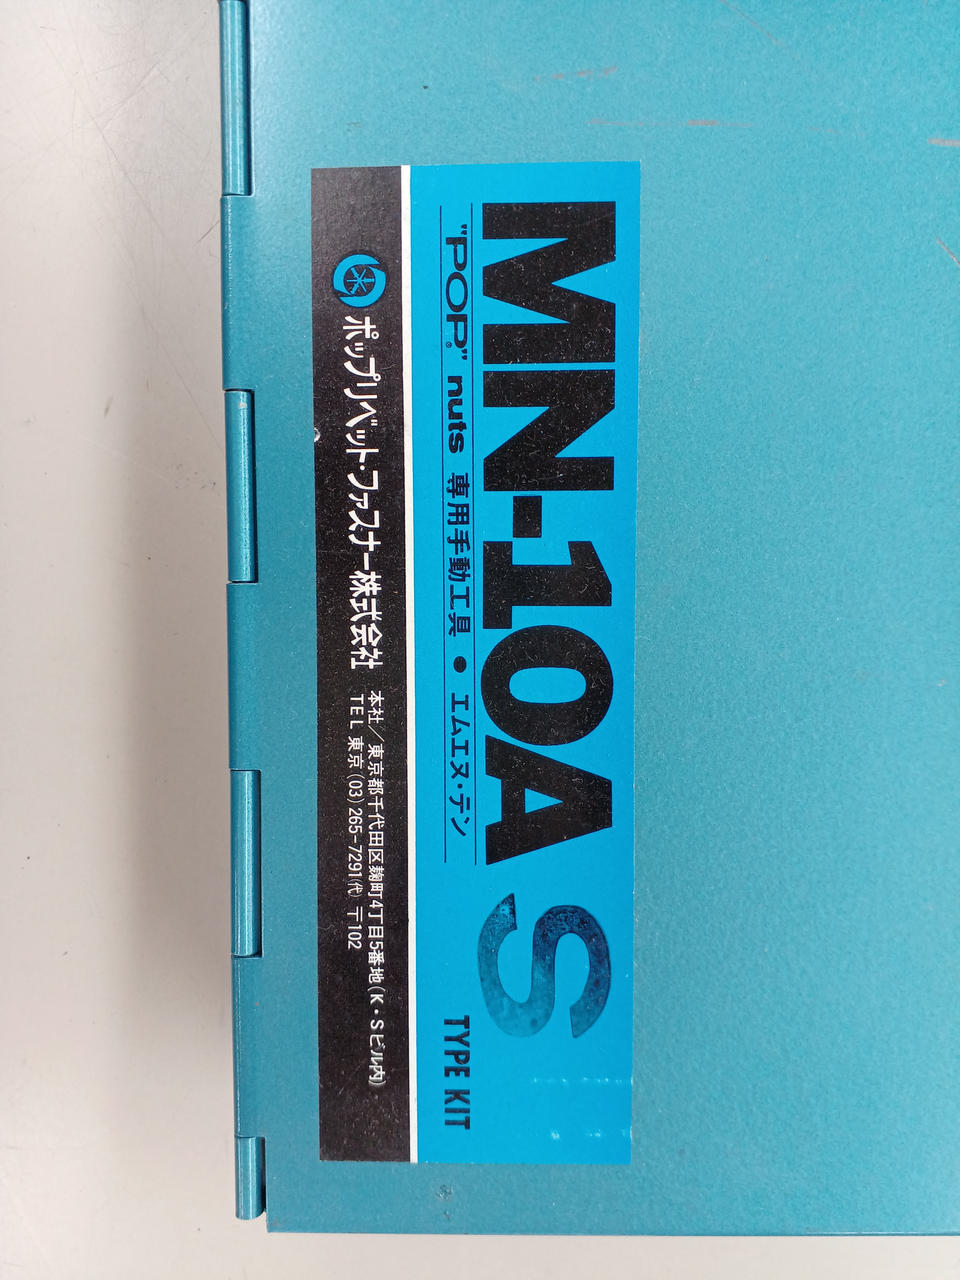 MN-10A S
"POP"® nuts 専用手動工具 ● エムエヌ・テン
TYPE KIT
ポップリベット・ファスナー株式会社
本社／東京都千代田区麹町4丁目5番地(K・Sビル内)
TEL 東京(03)265-7291(代) 〒102